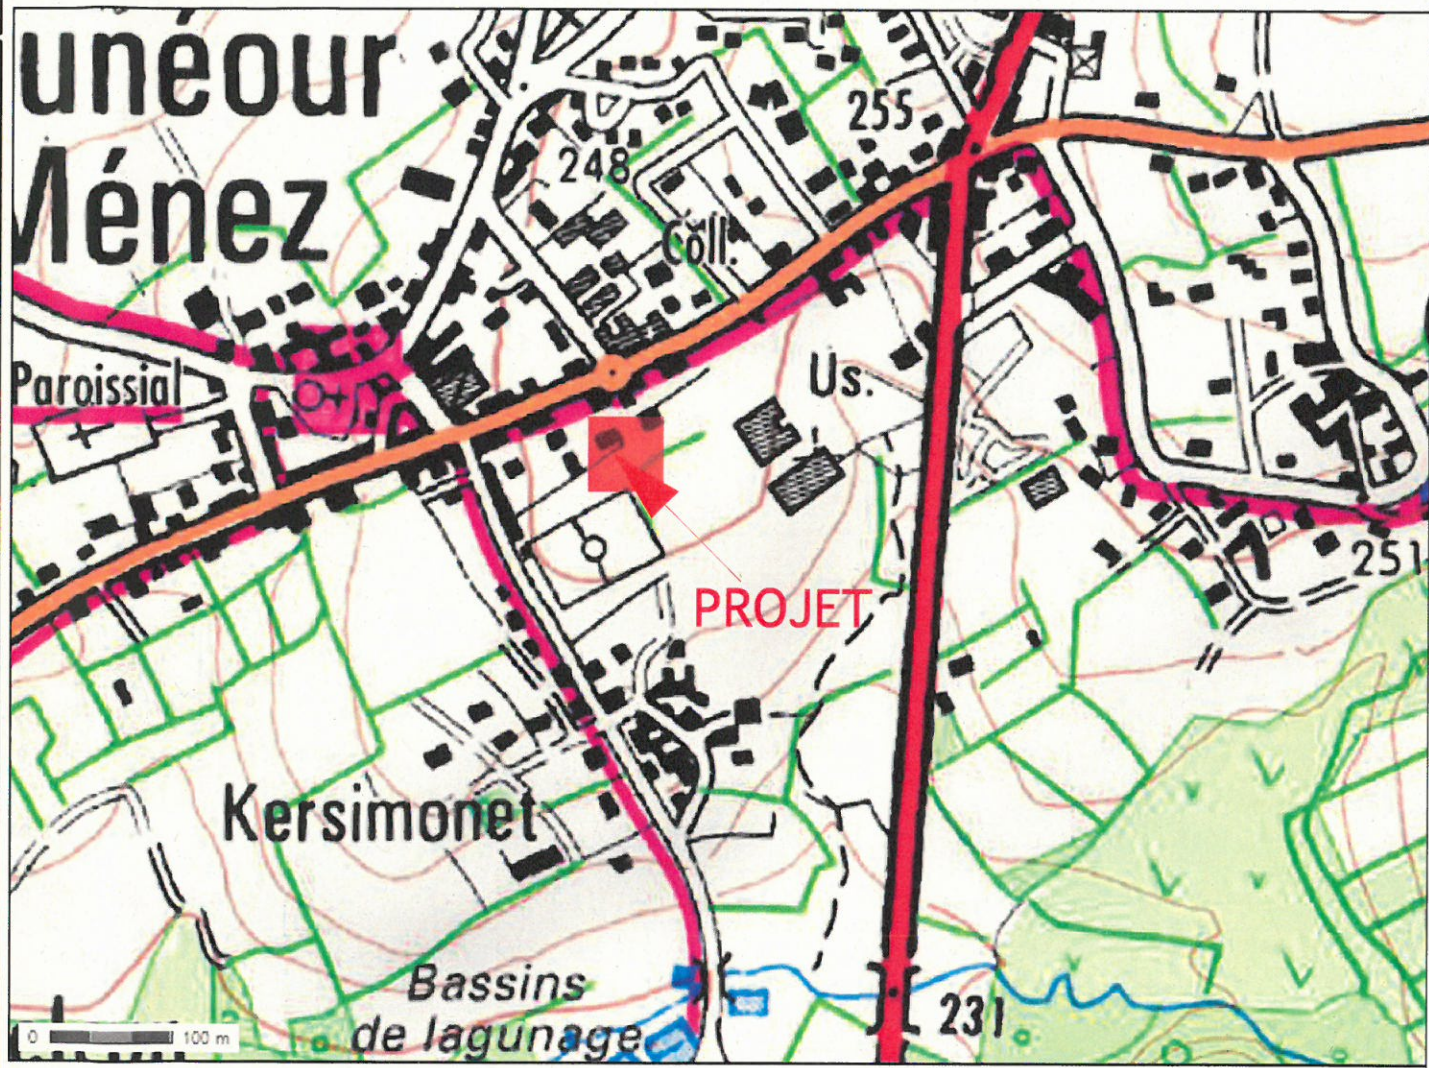 unéour
Ménez
255
248
Coll.
Paroissial
Us.
PROJET
251
Kersimonet
Bassins
de lagunage
231
0 100 m